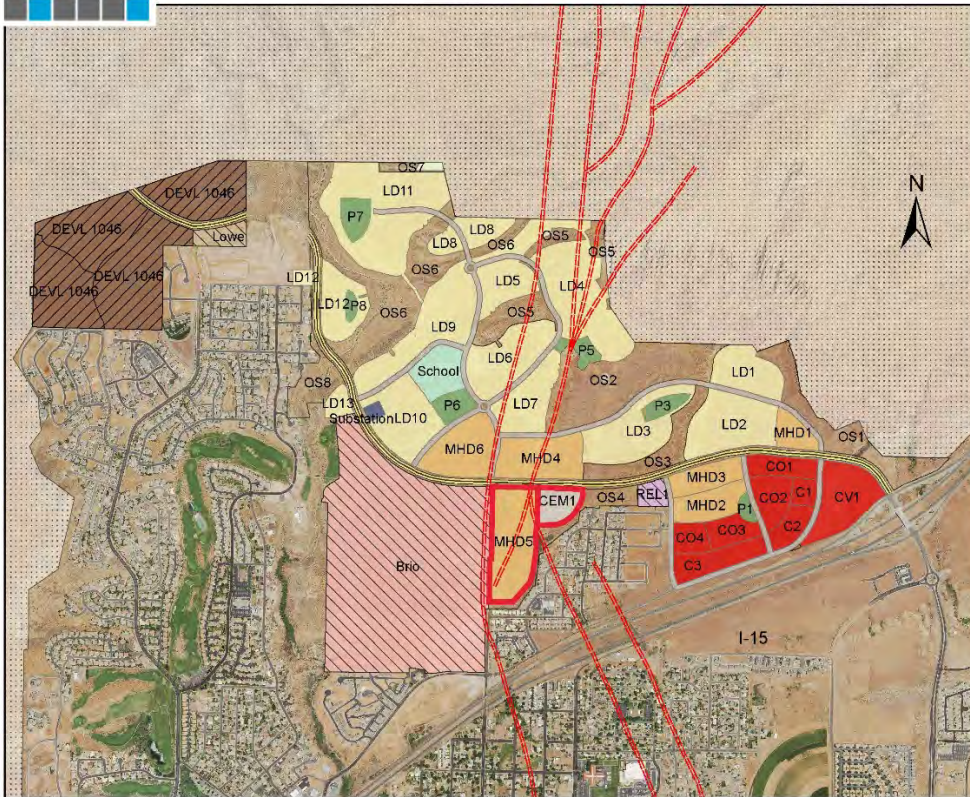 OS7
DEVL 1046
LD11
N
P7
DEVL 1046
LD8
Lowe
LD8
OS6
OS5
OS5
OS6
DEVL 1046
LD12
LD5
LD4
DEVL 1046
LD12
P8
OS6
OS5
LD9
LD6
P5
School
OS2
LD1
OS8
P6
P3
LD13
Substation
LD10
LD7
LD3
LD2
MHD1
OS1
MHD6
MHD4
OS3
CO1
MHD3
CEM1
OS4
REL1
CO2
C1
CV1
MHD2
P1
MHD5
CO4
CO3
C2
Brio
C3
I-15